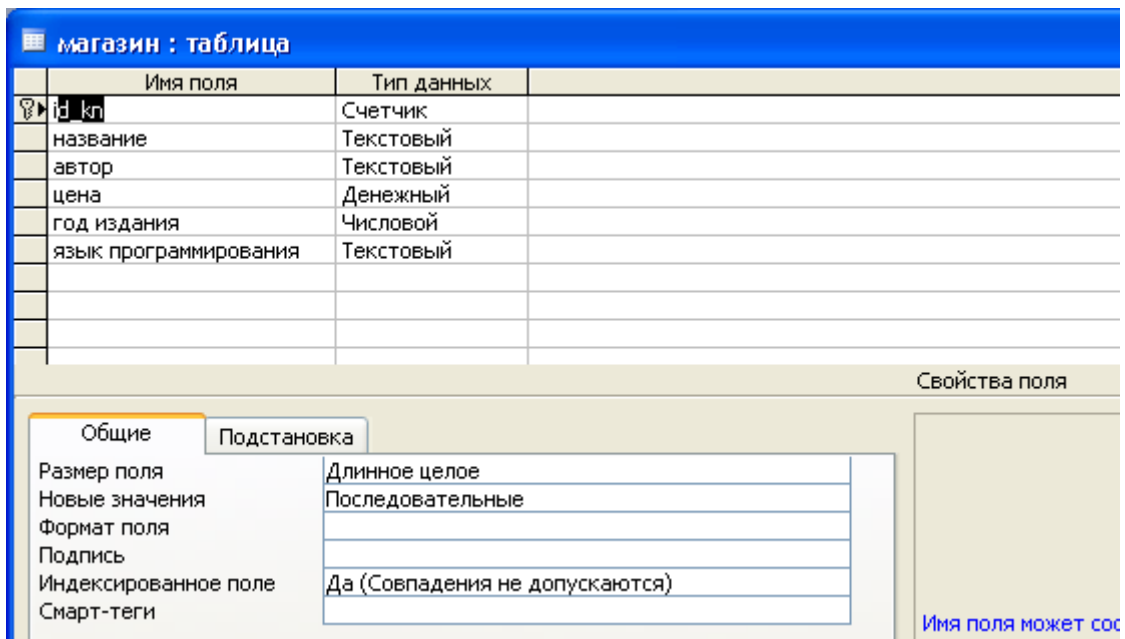 магазин : таблица
Имя поля Тип данных
id_kn Счетчик
название Текстовый
автор Текстовый
цена Денежный
год издания Числовой
язык программирования Текстовый
Свойства поля
Общие Подстановка
Размер поля Длинное целое
Новые значения Последовательные
Формат поля
Подпись
Индексированное поле Да (Совпадения не допускаются)
Смарт-теги
Имя поля может сос